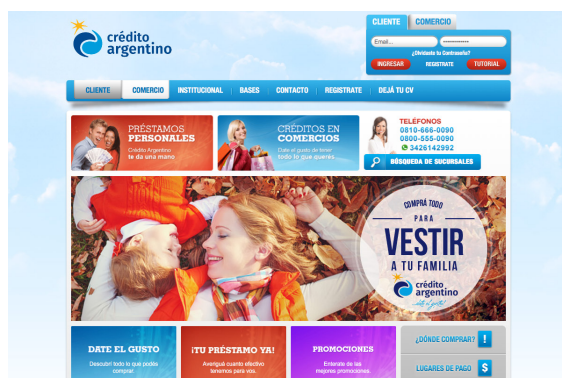 CLIENTE
COMERCIO
crédito
argentino
Email...
¿Olvidaste tu Contraseña?
INGRESAR
REGISTRATE
TUTORIAL
CLIENTE
COMERCIO
INSTITUCIONAL
BASES
CONTACTO
REGISTRATE
DEJÁ TU CV
PRÉSTAMOS
PERSONALES
Crédito Argentino
te da una mano
CRÉDITOS EN
COMERCIOS
Date el gusto de tener
todo lo que querés.
TELÉFONOS
0810-666-0090
0800-555-0090
3426142992
BÚSQUEDA DE SUCURSALES
COMPRÁ TODO
PARA
VESTIR
A TU FAMILIA
crédito
argentino
DATE EL GUSTO
Descubrí todo lo que podés
comprar.
¡TU PRÉSTAMO YA!
Averiguá cuanto efectivo
tenemos para vos.
PROMOCIONES
Enterate de las
mejores promociones.
¿DÓNDE COMPRAR?
!
LUGARES DE PAGO
$